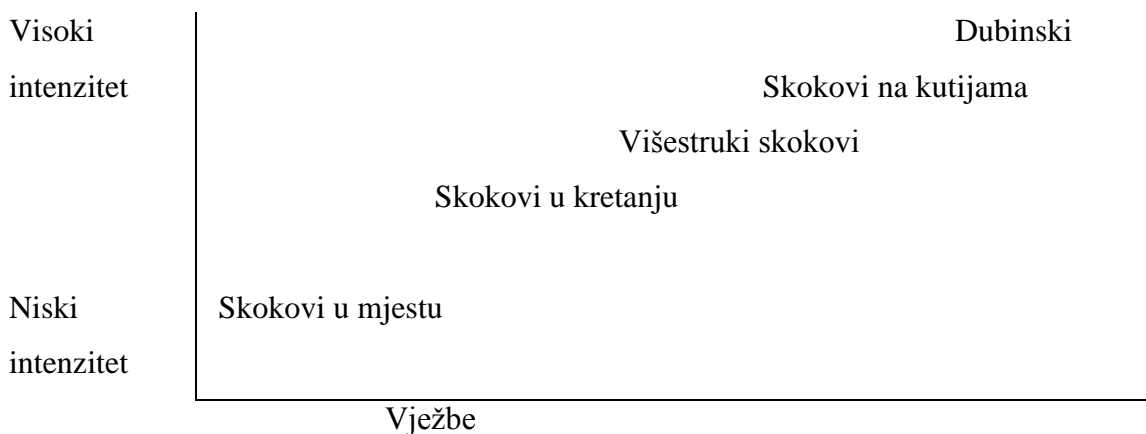 Visoki Dubinski
intenzitet Skokovi na kutijama
Višestruki skokovi
Skokovi u kretanju
Niski Skokovi u mjestu
intenzitet
Vježbe